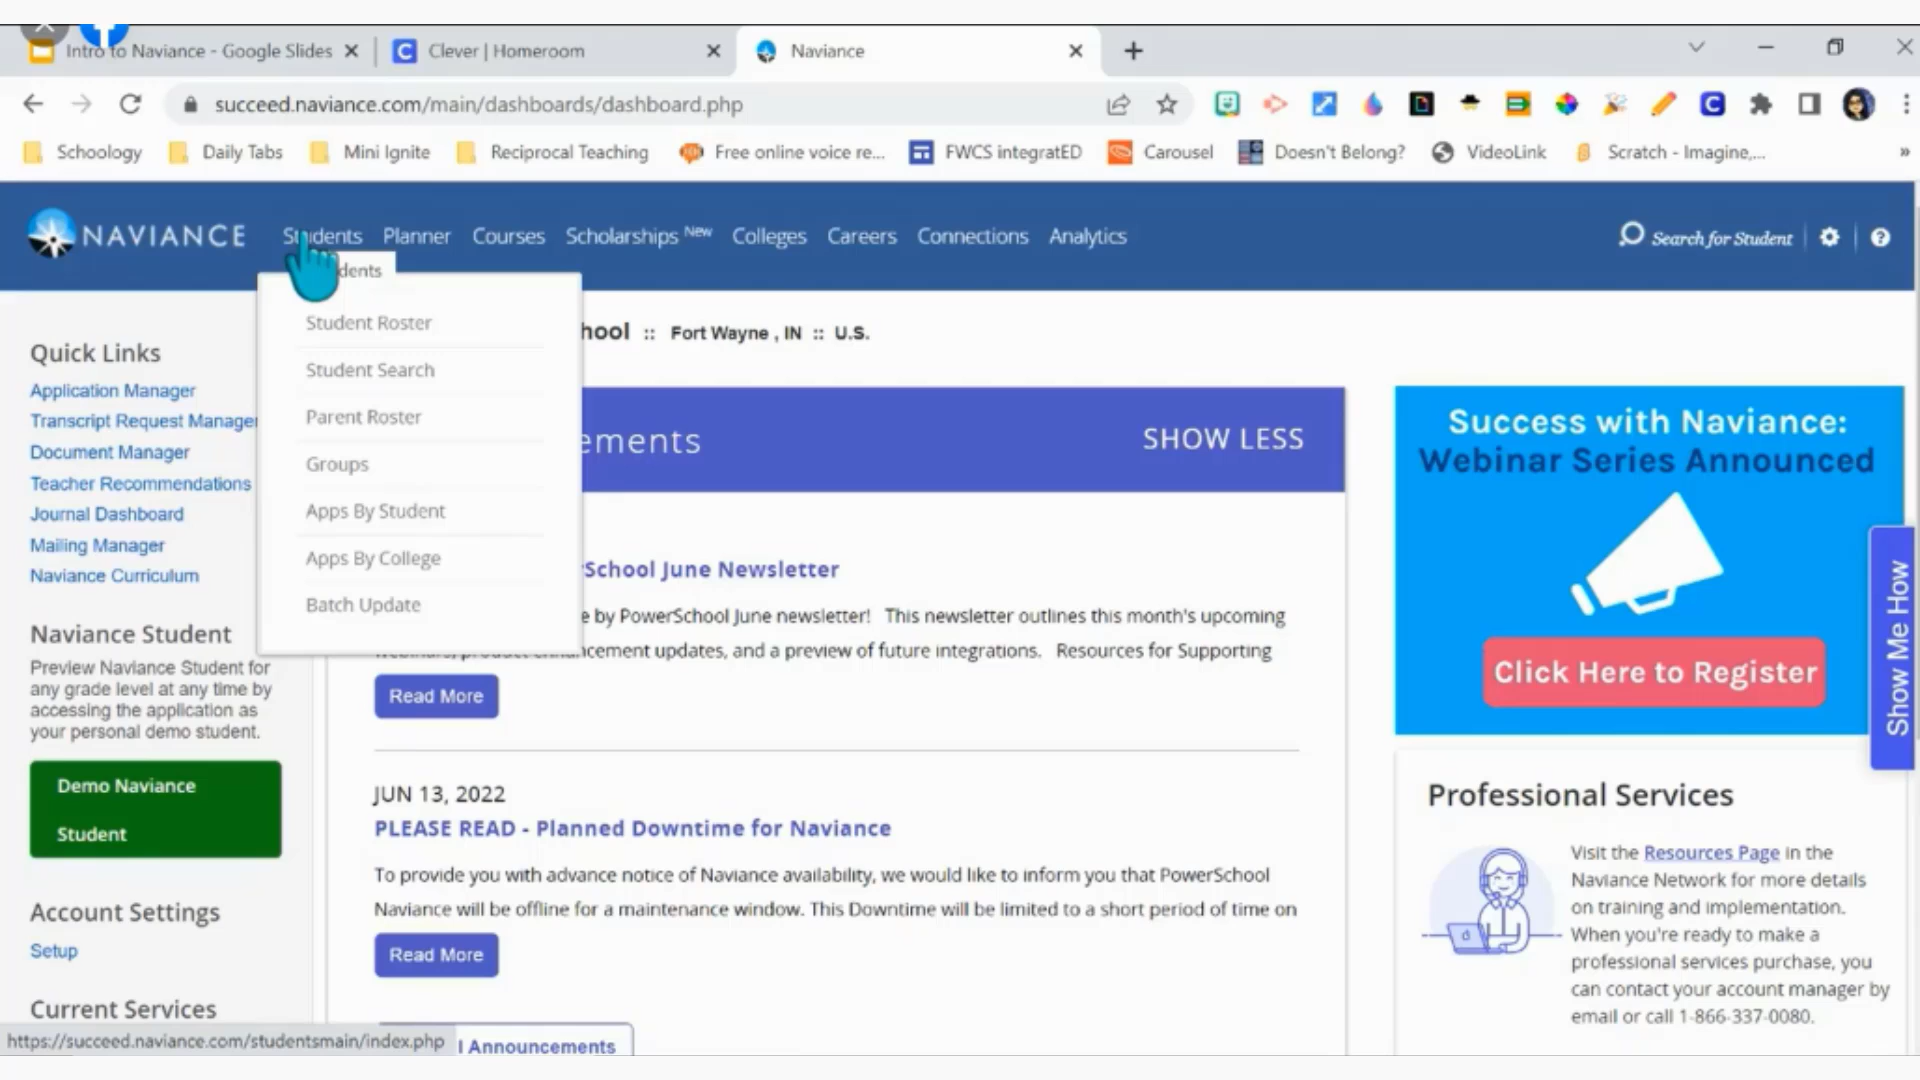 Intro to Naviance - Google Slides
Clever | Homeroom
Naviance
succeed.naviance.com/main/dashboards/dashboard.php
Schoology
Daily Tabs
Mini Ignite
Reciprocal Teaching
Free online voice re...
FWCS integratED
Carousel
Doesn't Belong?
VideoLink
Scratch - Imagine,...
NAVIANCE
Students
Planner
Courses
Scholarships New
Colleges
Careers
Connections
Analytics
Search for Student
dents
Student Roster
Student Search
Parent Roster
Groups
Apps By Student
Apps By College
Batch Update
Quick Links
Application Manager
Transcript Request Manager
Document Manager
Teacher Recommendations
Journal Dashboard
Mailing Manager
Naviance Curriculum
Naviance Student
Preview Naviance Student for
any grade level at any time by
accessing the application as
your personal demo student.
Demo Naviance
Student
Account Settings
Setup
Current Services
https://succeed.naviance.com/studentsmain/index.php
hool :: Fort Wayne , IN :: U.S.
ements
SHOW LESS
School June Newsletter
e by PowerSchool June newsletter! This newsletter outlines this month's upcoming
webinars, product enhancement updates, and a preview of future integrations. Resources for Supporting
Read More
JUN 13, 2022
PLEASE READ - Planned Downtime for Naviance
To provide you with advance notice of Naviance availability, we would like to inform you that PowerSchool
Naviance will be offline for a maintenance window. This Downtime will be limited to a short period of time on
Read More
l Announcements
Success with Naviance:
Webinar Series Announced
Click Here to Register
Show Me How
Professional Services
Visit the Resources Page in the
Naviance Network for more details
on training and implementation.
When you're ready to make a
professional services purchase, you
can contact your account manager by
email or call 1-866-337-0080.